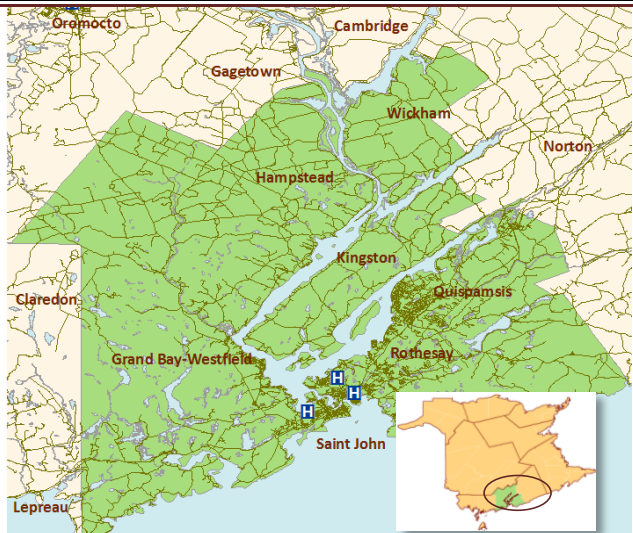 Oromocto
Cambridge
Gagetown
Wickham
Norton
Hampstead
Kingston
Claredon
Quispamsis
Grand Bay-Westfield
Rothesay
H
H
H
Saint John
Lepreau